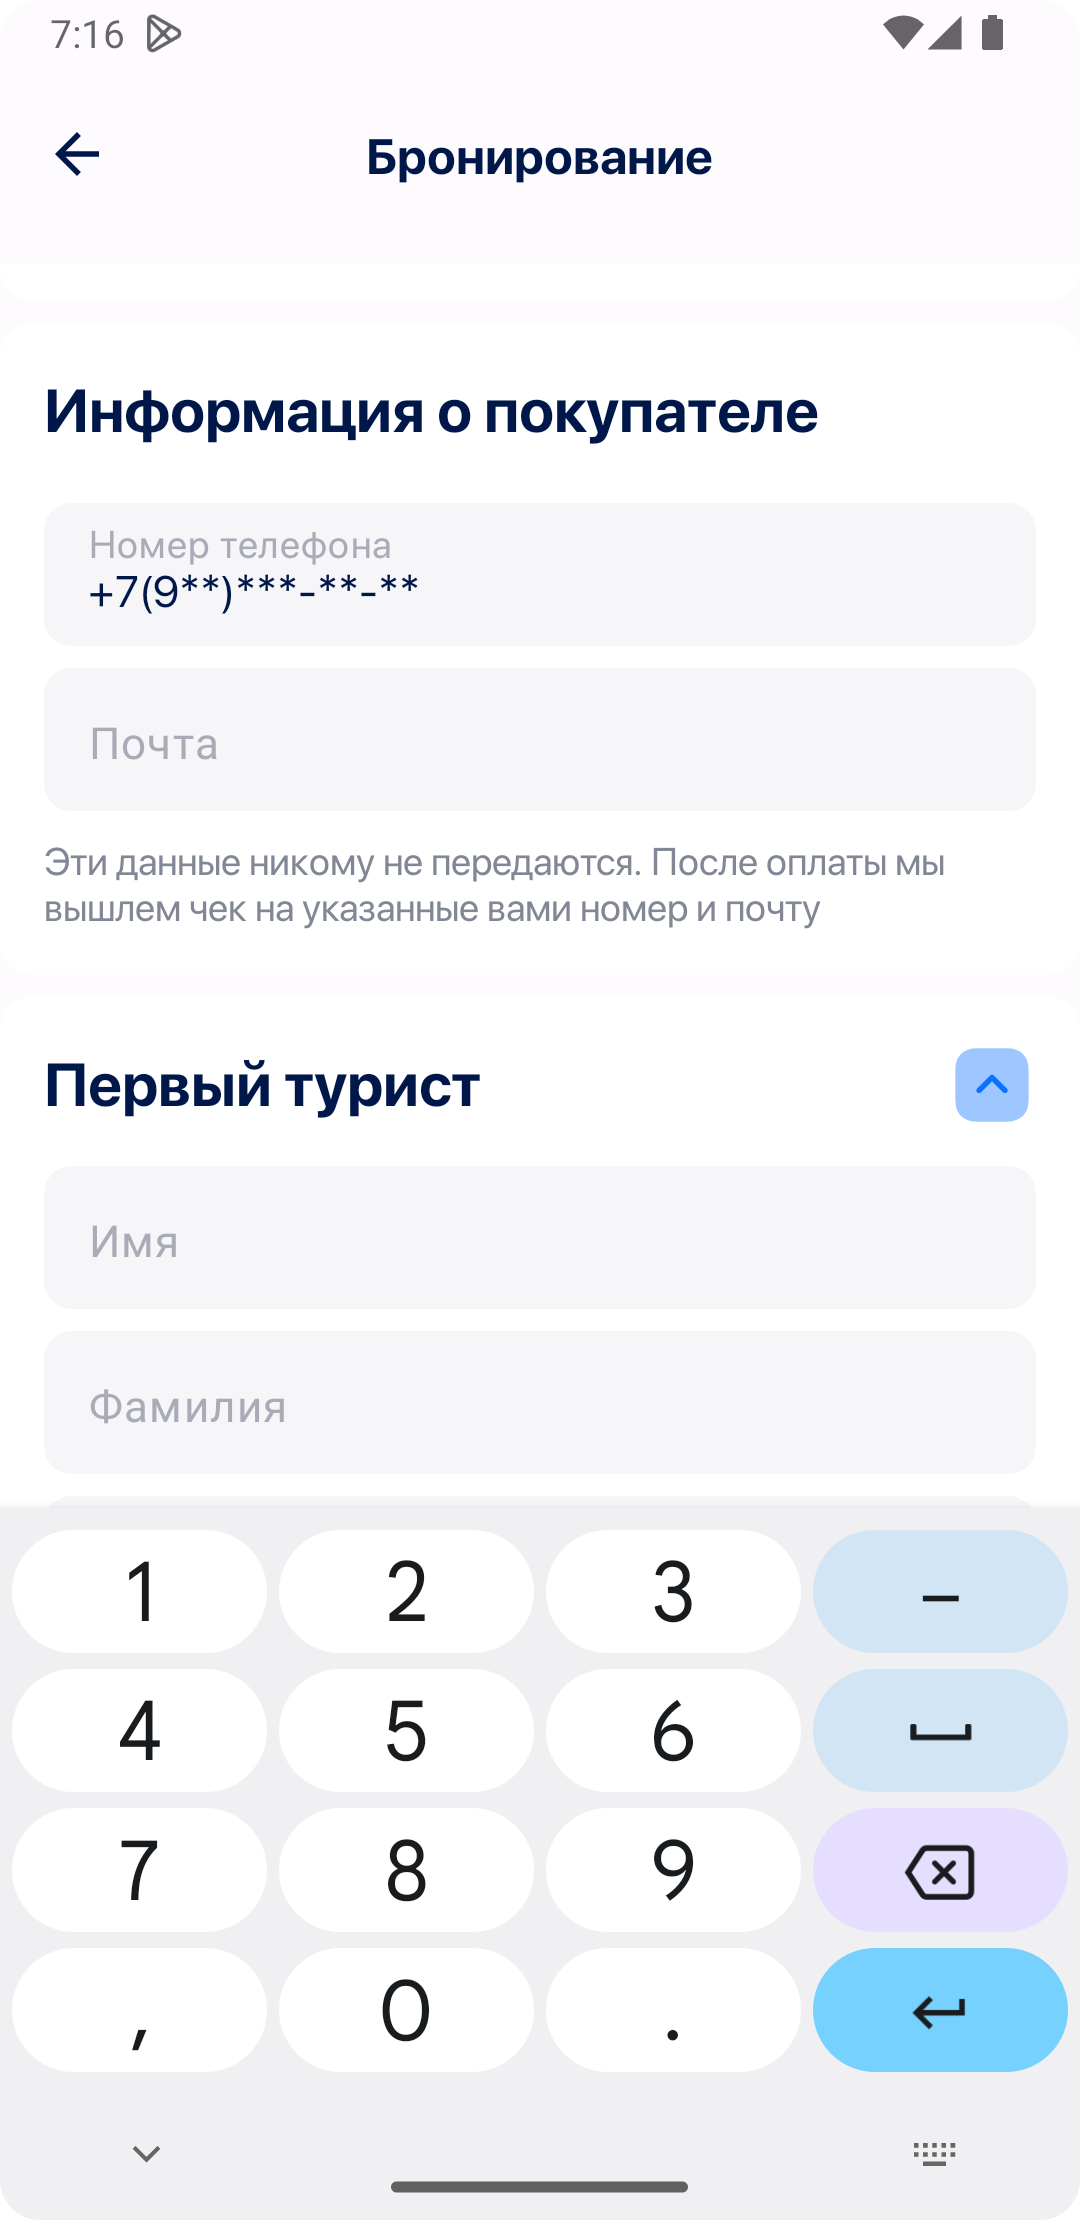 7:16
Бронирование
Информация о покупателе
Номер телефона
+7(9**)***-**-**
Почта
Эти данные никому не передаются. После оплаты мы
вышлем чек на указанные вами номер и почту
Первый турист
Имя
Фамилия
1 2 3 –
4 5 6
7 8 9
, 0 .